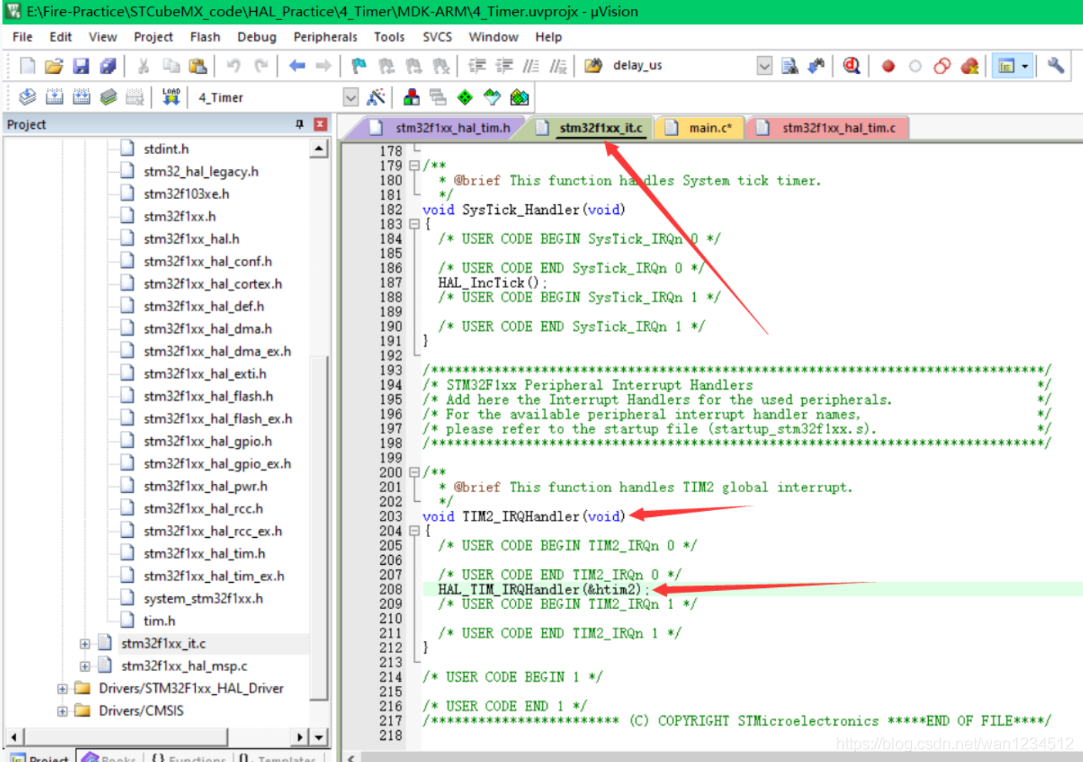 E:\Fire-Practice\STCubeMX_code\HAL_Practice\4_Timer\MDK-ARM\4_Timer.uvprojx - µVision
File Edit View Project Flash Debug Peripherals Tools SVCS Window Help
delay_us
LOAD 4_Timer
Project
stdint.h
stm32_hal_legacy.h
stm32f103xe.h
stm32f1xx.h
stm32f1xx_hal.h
stm32f1xx_hal_conf.h
stm32f1xx_hal_cortex.h
stm32f1xx_hal_def.h
stm32f1xx_hal_dma.h
stm32f1xx_hal_dma_ex.h
stm32f1xx_hal_exti.h
stm32f1xx_hal_flash.h
stm32f1xx_hal_flash_ex.h
stm32f1xx_hal_gpio.h
stm32f1xx_hal_gpio_ex.h
stm32f1xx_hal_pwr.h
stm32f1xx_hal_rcc.h
stm32f1xx_hal_rcc_ex.h
stm32f1xx_hal_tim.h
stm32f1xx_hal_tim_ex.h
system_stm32f1xx.h
tim.h
stm32f1xx_it.c
stm32f1xx_hal_msp.c
Drivers/STM32F1xx_HAL_Driver
Drivers/CMSIS
Project Books {} Functions Templates
stm32f1xx_hal_tim.h stm32f1xx_it.c main.c* stm32f1xx_hal_tim.c
178
179 /**
180 * @brief This function handles System tick timer.
181 */
182 void SysTick_Handler(void)
183 {
184 /* USER CODE BEGIN SysTick_IRQn 0 */
185
186 /* USER CODE END SysTick_IRQn 0 */
187 HAL_IncTick();
188 /* USER CODE BEGIN SysTick_IRQn 1 */
189
190 /* USER CODE END SysTick_IRQn 1 */
191 }
192
193 /******************************************************************************/
194 /* STM32F1xx Peripheral Interrupt Handlers */
195 /* Add here the Interrupt Handlers for the used peripherals. */
196 /* For the available peripheral interrupt handler names, */
197 /* please refer to the startup file (startup_stm32f1xx.s). */
198 /******************************************************************************/
199
200 /**
201 * @brief This function handles TIM2 global interrupt.
202 */
203 void TIM2_IRQHandler(void)
204 {
205 /* USER CODE BEGIN TIM2_IRQn 0 */
206
207 /* USER CODE END TIM2_IRQn 0 */
208 HAL_TIM_IRQHandler(&htim2);
209 /* USER CODE BEGIN TIM2_IRQn 1 */
210
211 /* USER CODE END TIM2_IRQn 1 */
212 }
213
214 /* USER CODE BEGIN 1 */
215
216 /* USER CODE END 1 */
217 /************************ (C) COPYRIGHT STMicroelectronics *****END OF FILE****/
218
https://blog.csdn.net/wan1234512